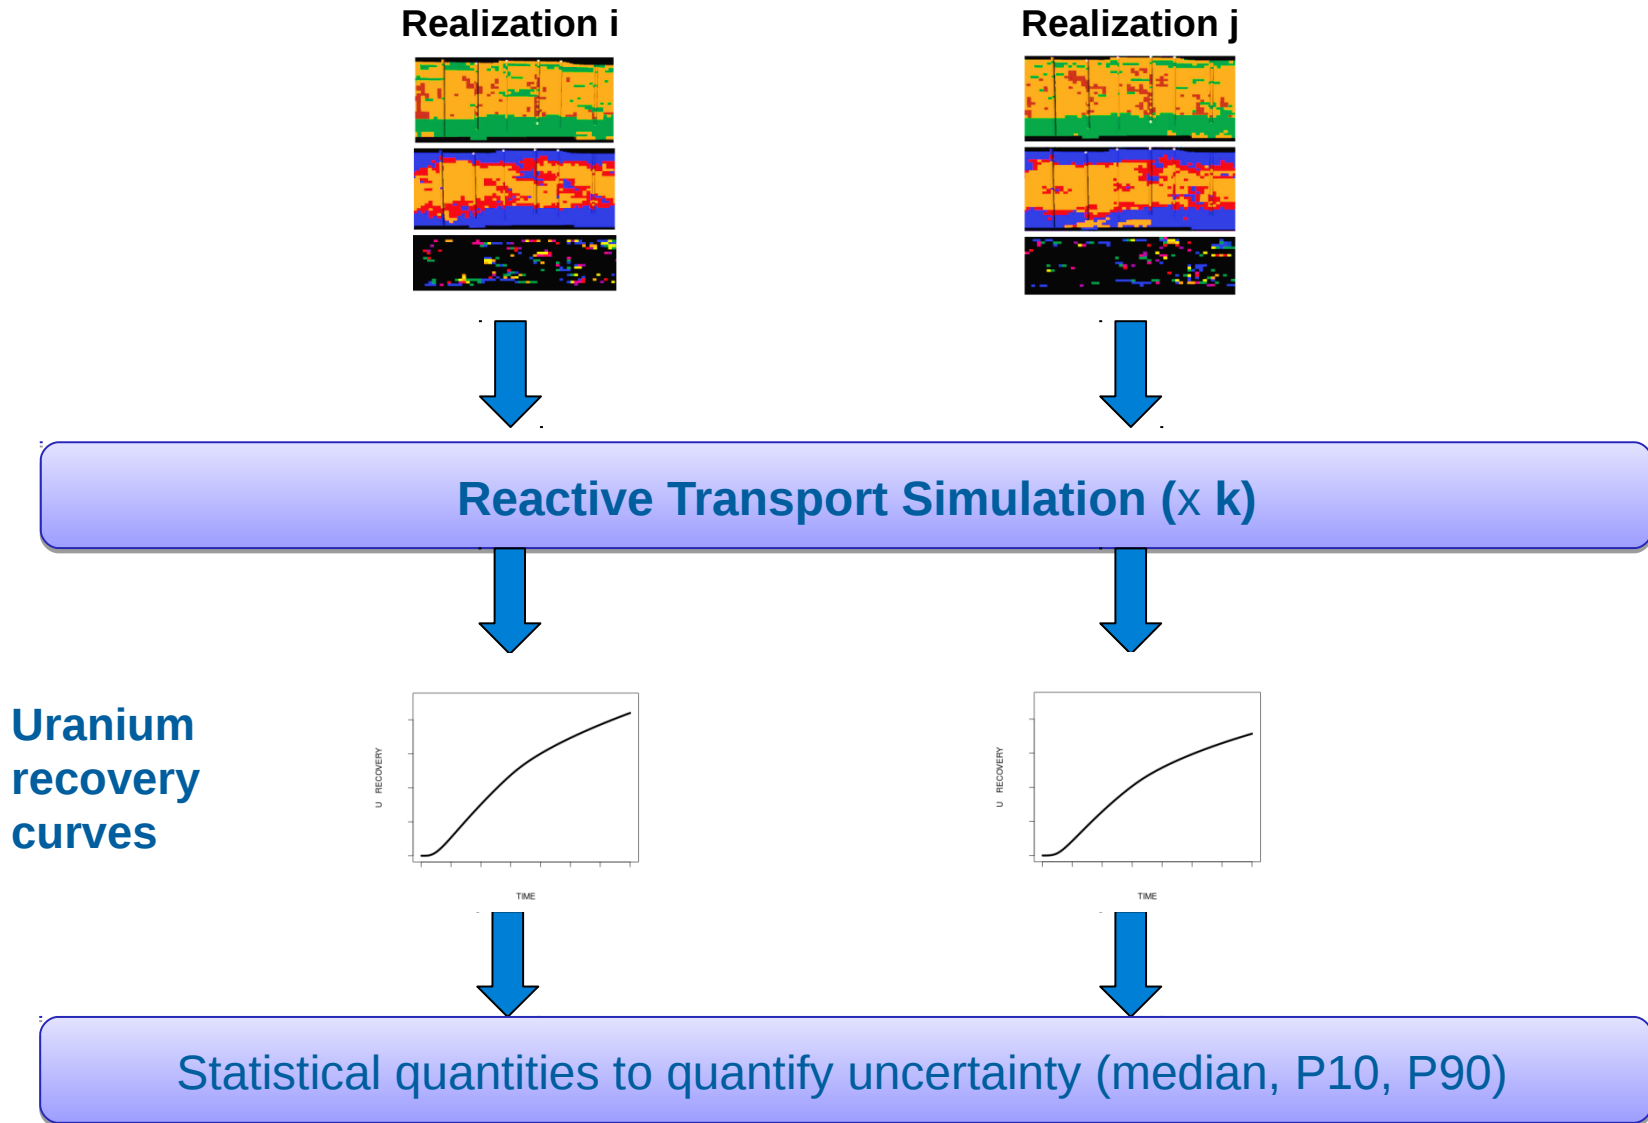 Realization i
Realization j
Reactive Transport Simulation (x k)
Uranium
recovery
curves
U RECOVERY
TIME
U RECOVERY
TIME
Statistical quantities to quantify uncertainty (median, P10, P90)